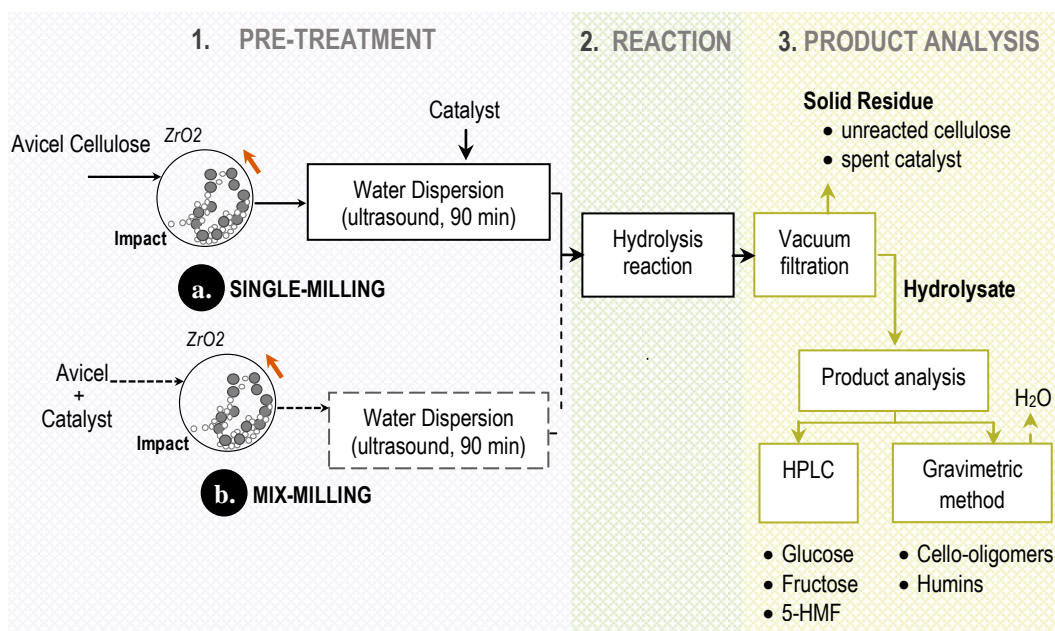 1. PRE-TREATMENT
2. REACTION
3. PRODUCT ANALYSIS
Avicel Cellulose
ZrO2
Impact
Catalyst
Water Dispersion
(ultrasound, 90 min)
a. SINGLE-MILLING
Avicel
+
Catalyst
ZrO2
Impact
Water Dispersion
(ultrasound, 90 min)
b. MIX-MILLING
Hydrolysis
reaction
Solid Residue
• unreacted cellulose
• spent catalyst
Vacuum
filtration
Hydrolysate
Product analysis
H2O
HPLC
Gravimetric
method
• Glucose
• Fructose
• 5-HMF
• Cello-oligomers
• Humins